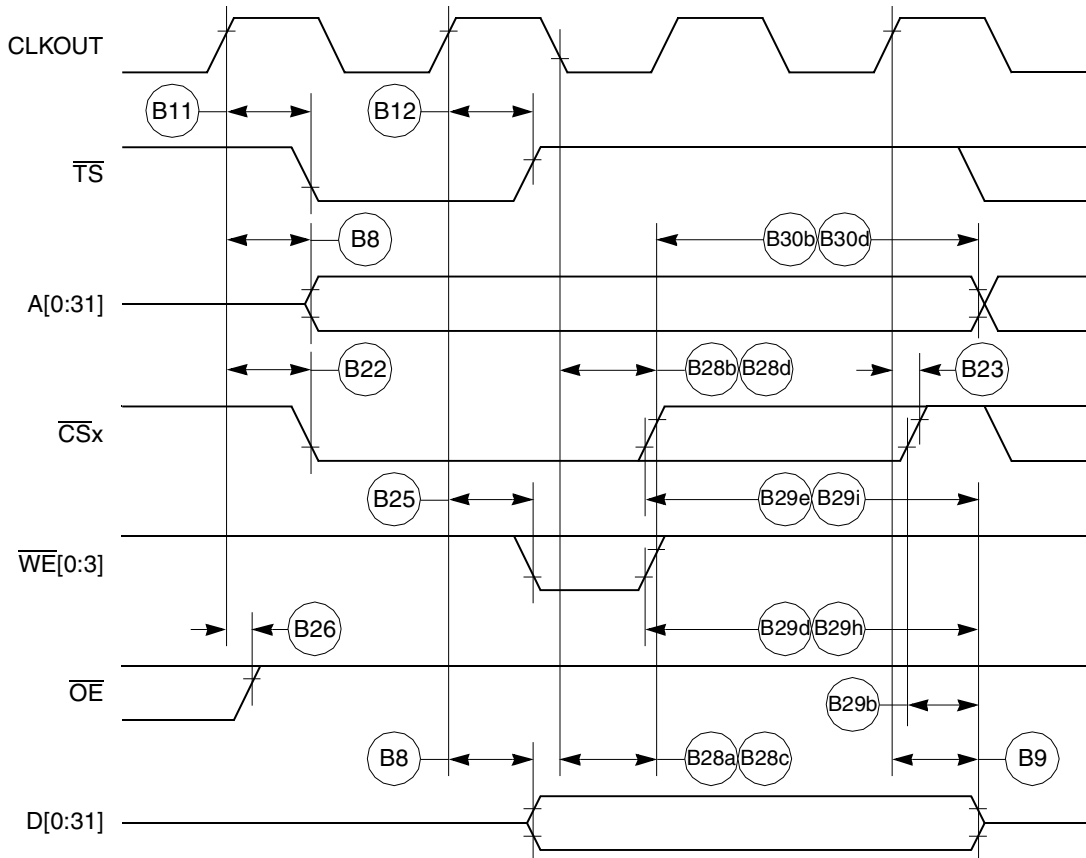 CLKOUT
B11
B12
TS
B8
B30b B30d
A[0:31]
B22
B28b B28d
B23
CSx
B25
B29e B29i
WE[0:3]
B26
B29d B29h
OE
B29b
B8
B28a B28c
B9
D[0:31]